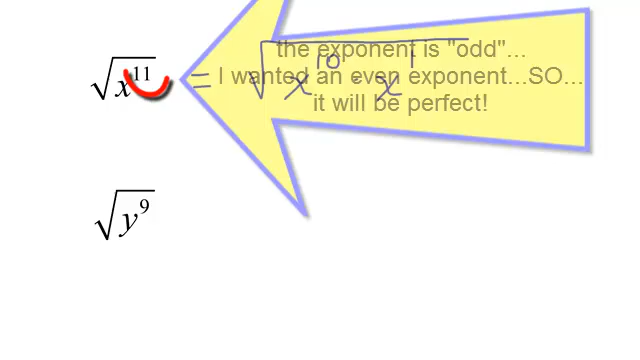 the exponent is "odd"...
√x¹¹ = √x¹⁰ · x¹
I wanted an even exponent...SO...
it will be perfect!
√y⁹